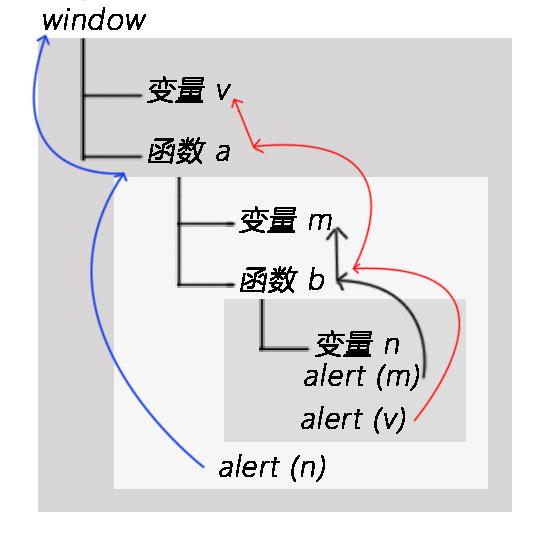 window
变量 v
函数 a
变量 m
函数 b
变量 n
alert (m)
alert (v)
alert (n)